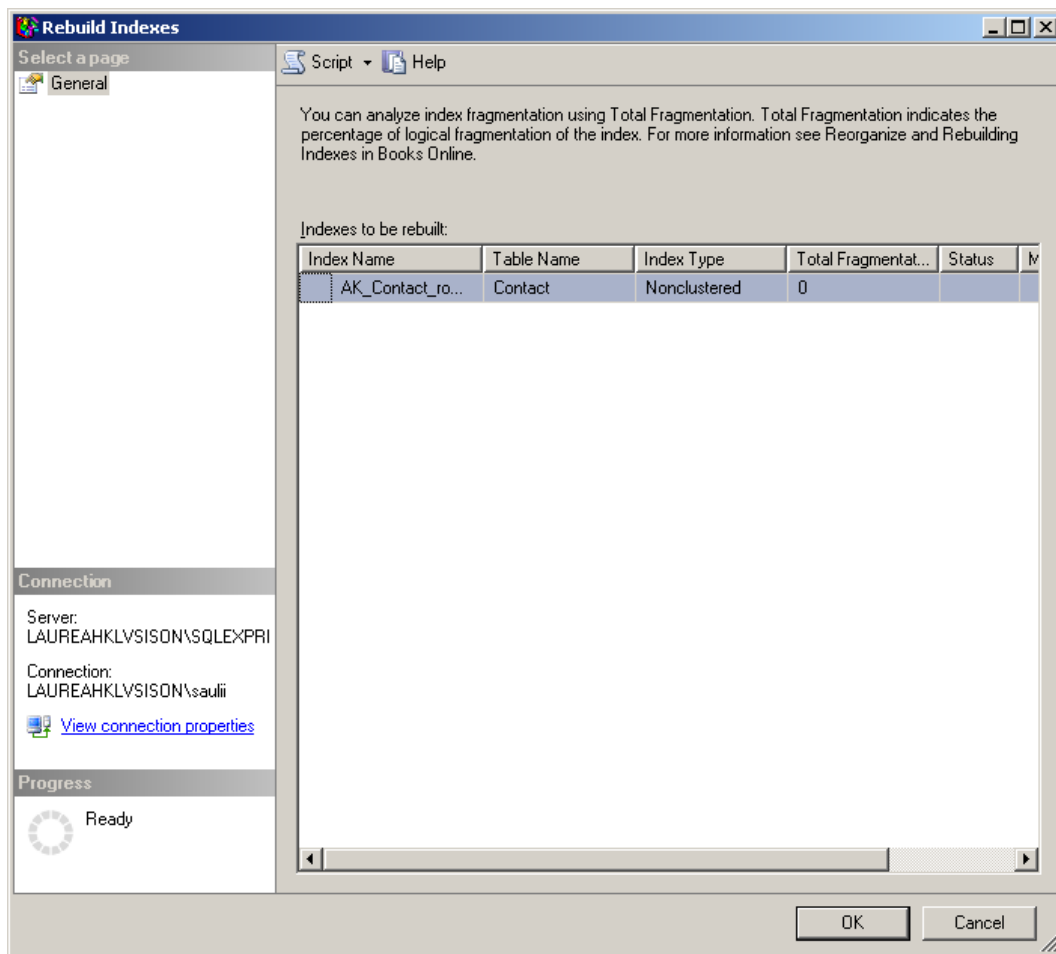 Rebuild Indexes
Select a page
General
Script
Help
You can analyze index fragmentation using Total Fragmentation. Total Fragmentation indicates the
percentage of logical fragmentation of the index. For more information see Reorganize and Rebuilding
Indexes in Books Online.
Indexes to be rebuilt:
Index Name Table Name Index Type Total Fragmentat... Status M
AK_Contact_ro... Contact Nonclustered 0
Connection
Server:
LAUREAHKLVSISON\SQLEXPRI
Connection:
LAUREAHKLVSISON\saulii
View connection properties
Progress
Ready
OK Cancel